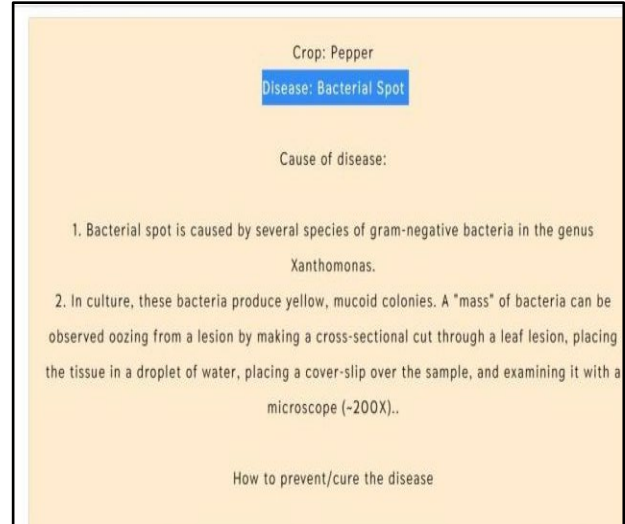 Crop: Pepper
Disease: Bacterial Spot
Cause of disease:
1. Bacterial spot is caused by several species of gram-negative bacteria in the genus
Xanthomonas.
2. In culture, these bacteria produce yellow, mucoid colonies. A "mass" of bacteria can be
observed oozing from a lesion by making a cross-sectional cut through a leaf lesion, placing
the tissue in a droplet of water, placing a cover-slip over the sample, and examining it with a
microscope (~200X)..
How to prevent/cure the disease